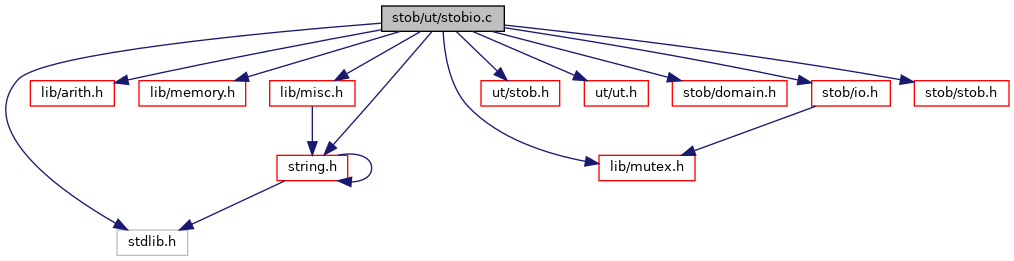 stob/ut/stobio.c
lib/arith.h
lib/memory.h
lib/misc.h
ut/stob.h
ut/ut.h
stob/domain.h
stob/io.h
stob/stob.h
string.h
lib/mutex.h
stdlib.h